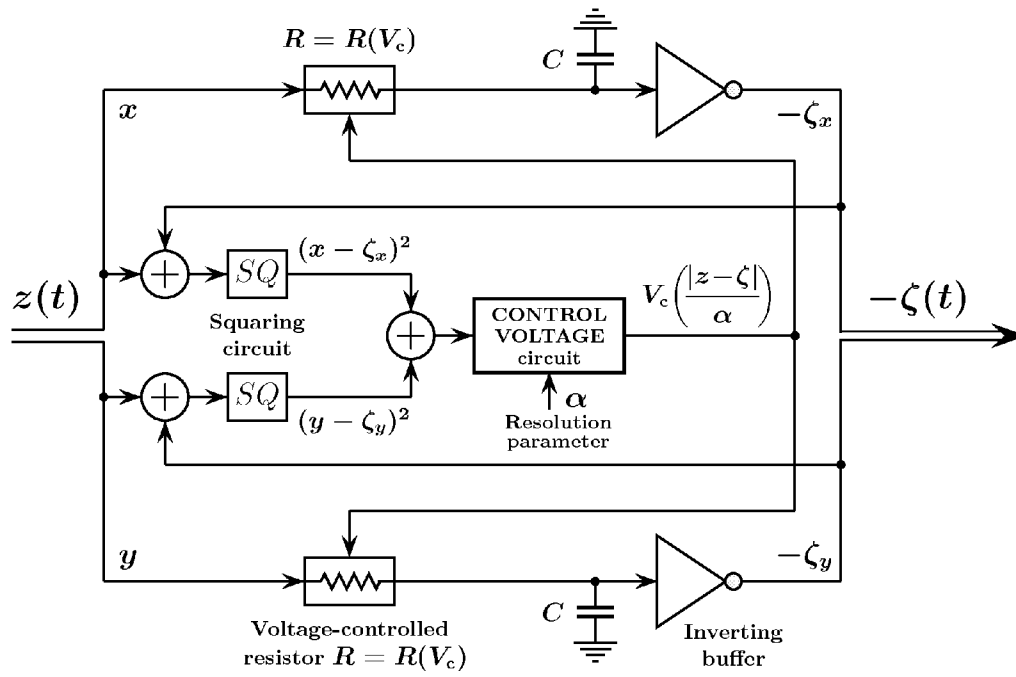 R = R(V_c)
C
x
−ζ_x
(x − ζ_x)^2
+
SQ
z(t)
Squaring
circuit
+
CONTROL
VOLTAGE
circuit
V_c(|z−ζ|/α)
−ζ(t)
+
SQ
(y − ζ_y)^2
α
Resolution
parameter
y
−ζ_y
C
Voltage-controlled
resistor R = R(V_c)
Inverting
buffer